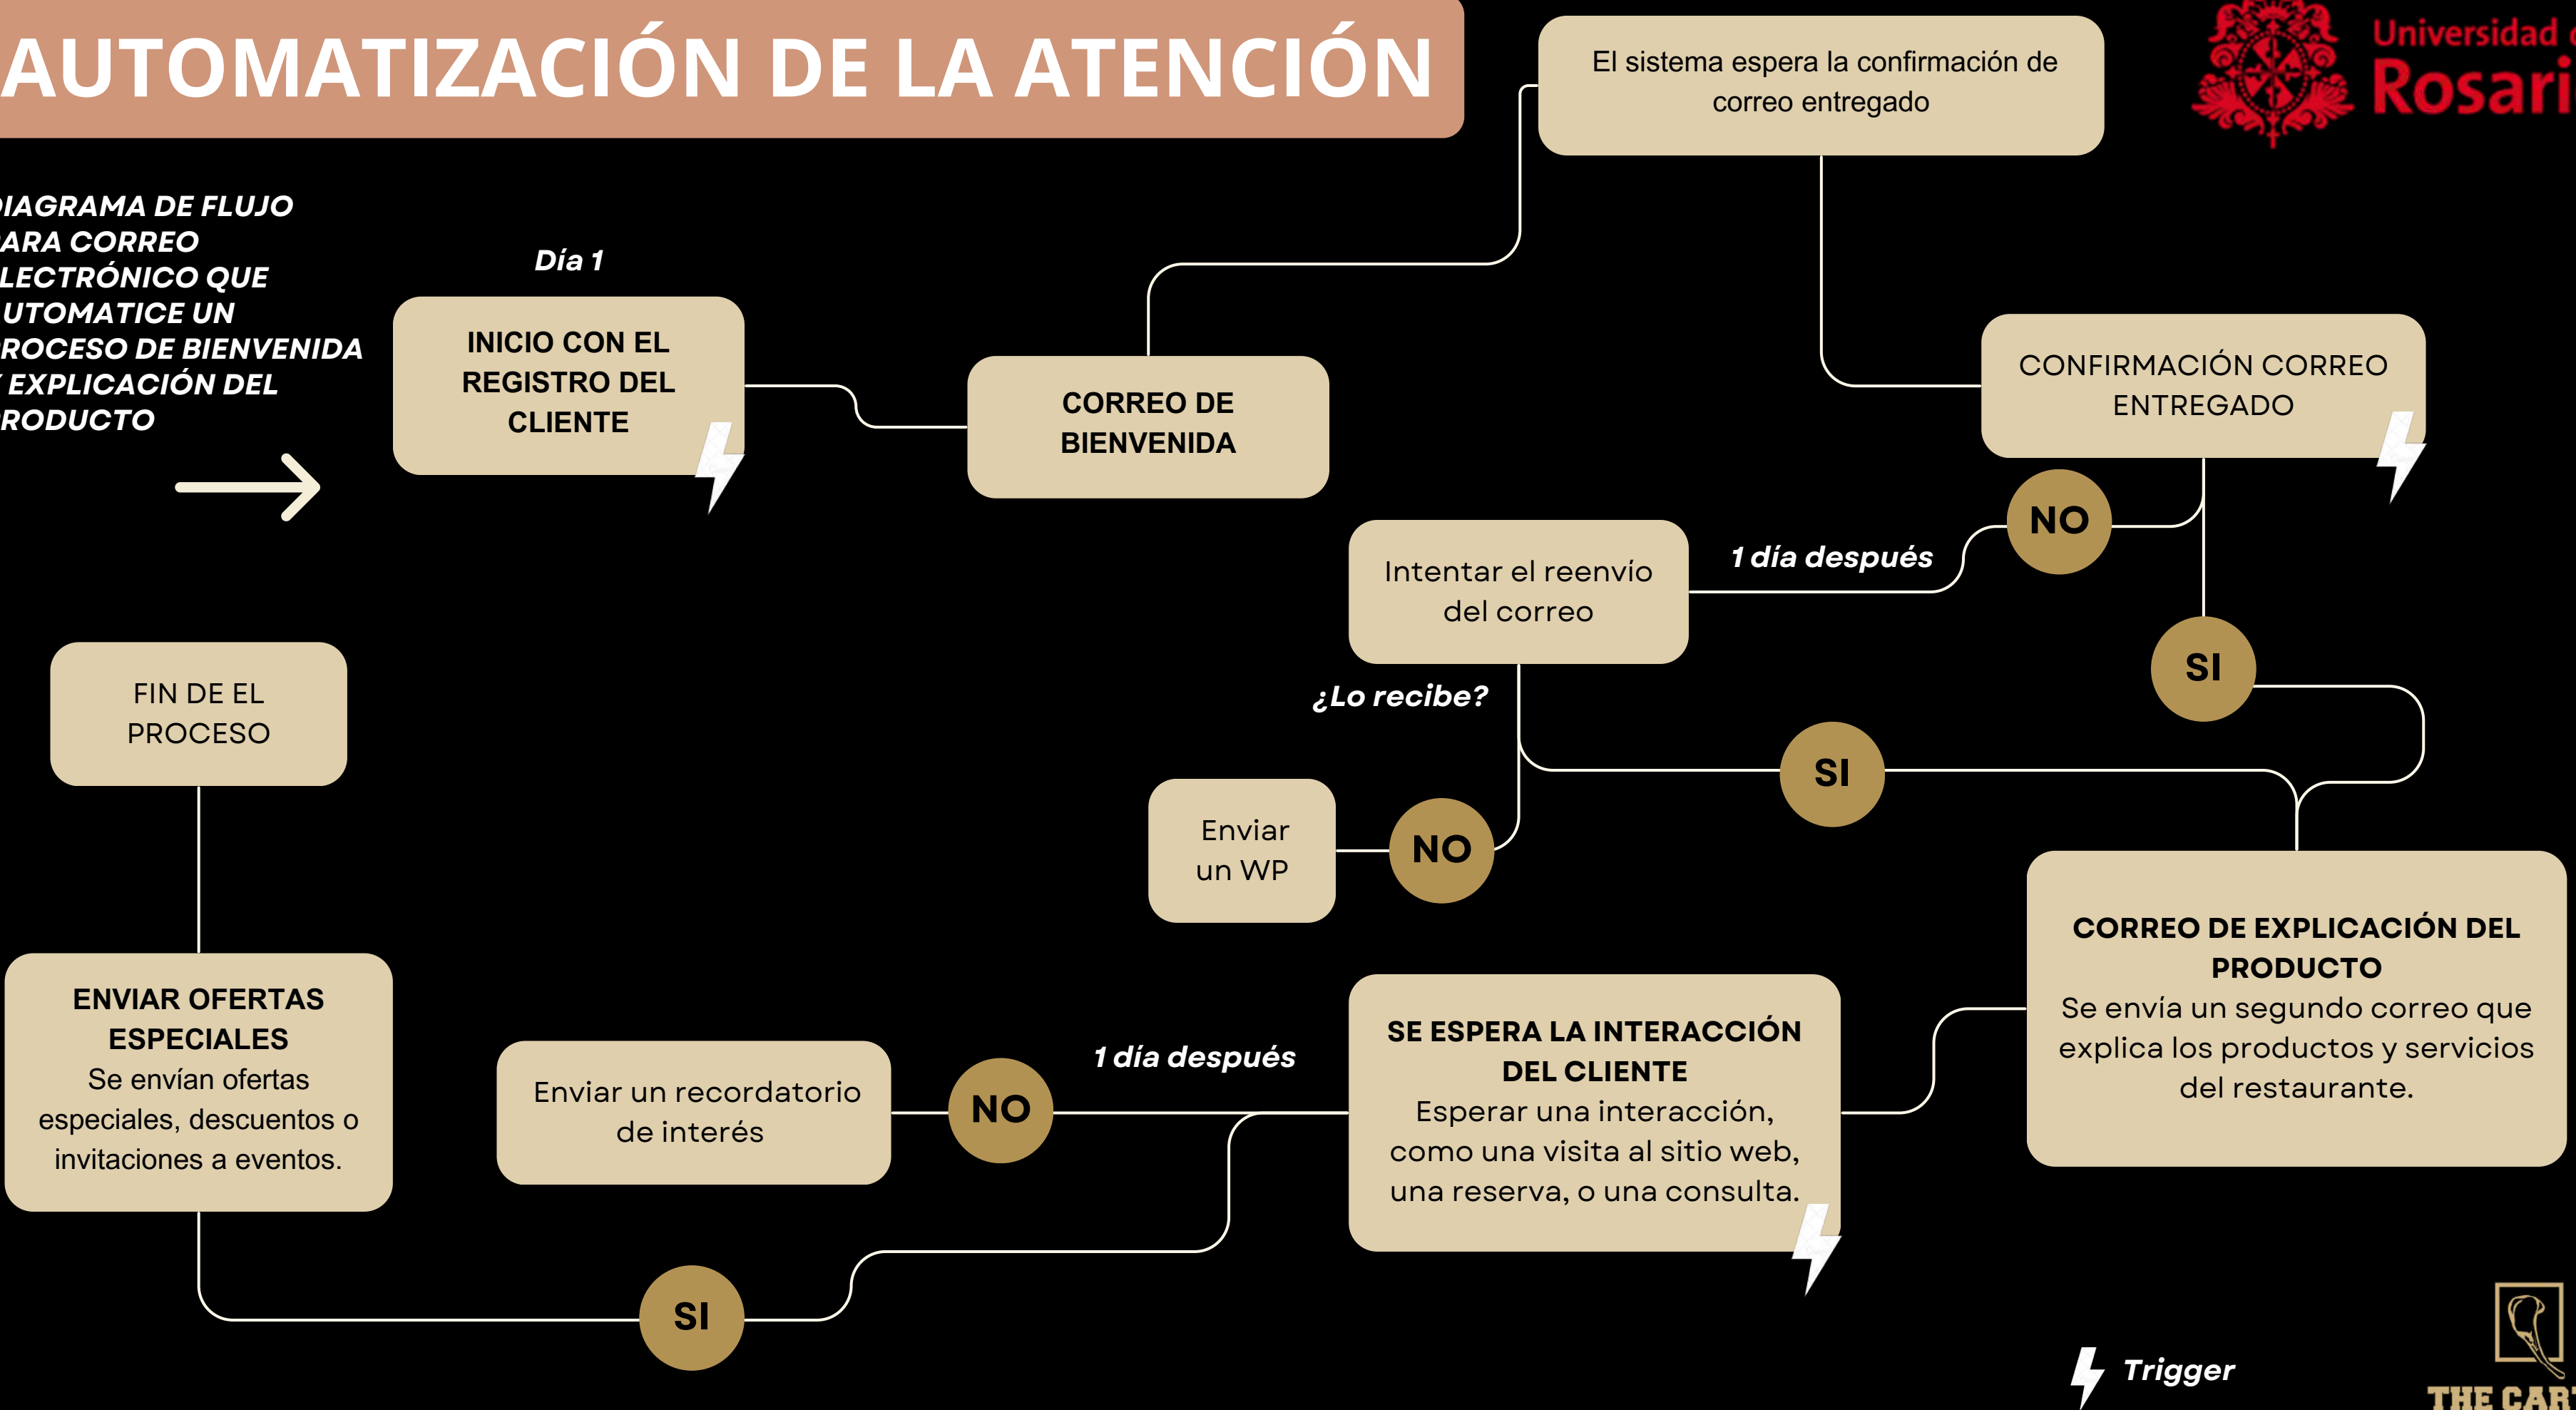 AUTOMATIZACIÓN DE LA ATENCIÓN
Universidad
Rosari
DIAGRAMA DE FLUJO
PARA CORREO
ELECTRÓNICO QUE
AUTOMATICE UN
PROCESO DE BIENVENIDA
Y EXPLICACIÓN DEL
PRODUCTO
Día 1
INICIO CON EL
REGISTRO DEL
CLIENTE
CORREO DE
BIENVENIDA
El sistema espera la confirmación de
correo entregado
CONFIRMACIÓN CORREO
ENTREGADO
NO
1 día después
Intentar el reenvío
del correo
SI
¿Lo recibe?
SI
NO
Enviar
un WP
CORREO DE EXPLICACIÓN DEL
PRODUCTO
Se envía un segundo correo que
explica los productos y servicios
del restaurante.
SE ESPERA LA INTERACCIÓN
DEL CLIENTE
Esperar una interacción,
como una visita al sitio web,
una reserva, o una consulta.
1 día después
NO
Enviar un recordatorio
de interés
SI
ENVIAR OFERTAS
ESPECIALES
Se envían ofertas
especiales, descuentos o
invitaciones a eventos.
FIN DE EL
PROCESO
Trigger
THE CAR